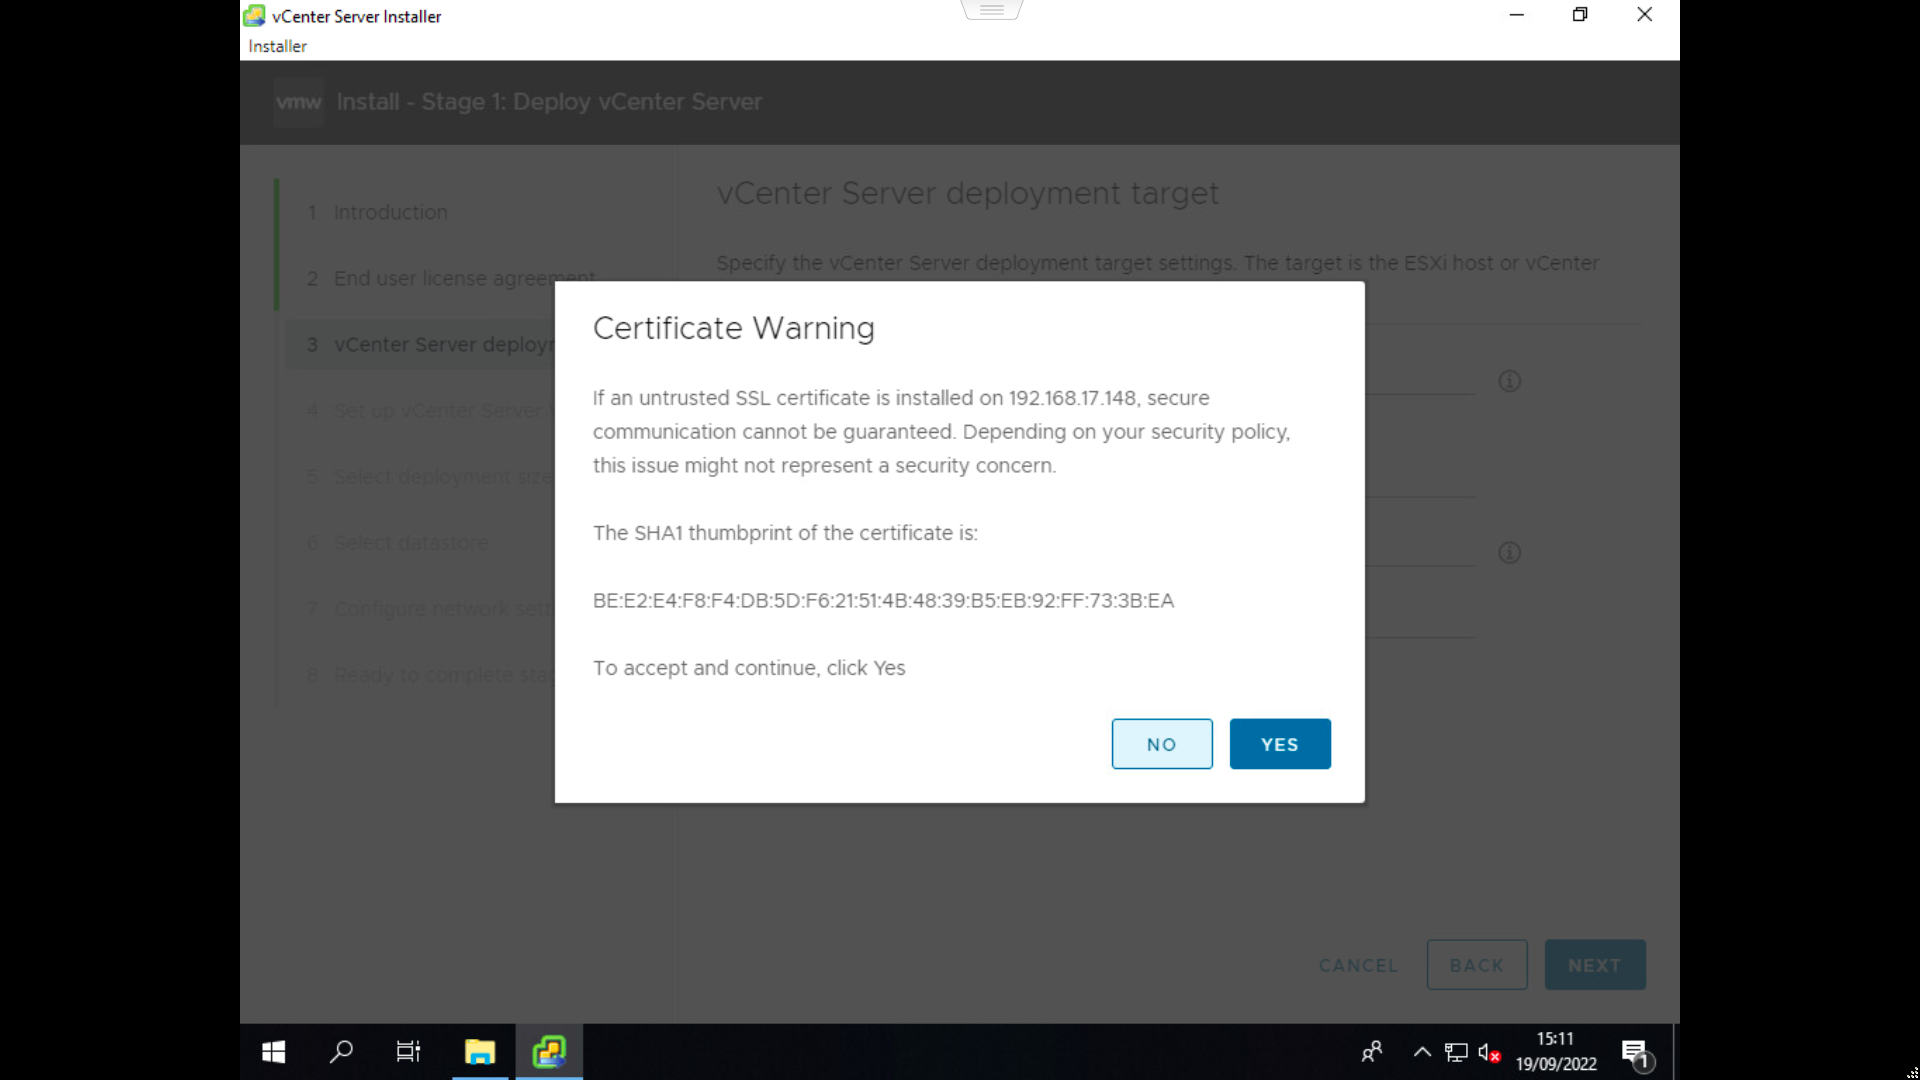 vCenter Server Installer
Installer
vmw Install - Stage 1: Deploy vCenter Server
1 Introduction
2 End user license agreement
3 vCenter Server deploy
4 Set up vCenter Server
5 Select deployment size
6 Select datastore
7 Configure network sett
8 Ready to complete sta
vCenter Server deployment target
Specify the vCenter Server deployment target settings. The target is the ESXi host or vCenter
Certificate Warning
If an untrusted SSL certificate is installed on 192.168.17.148, secure
communication cannot be guaranteed. Depending on your security policy,
this issue might not represent a security concern.
The SHA1 thumbprint of the certificate is:
BE:E2:E4:F8:F4:DB:5D:F6:21:51:4B:48:39:B5:EB:92:FF:73:3B:EA
To accept and continue, click Yes
NO
YES
CANCEL
BACK
NEXT
15:11
19/09/2022
1